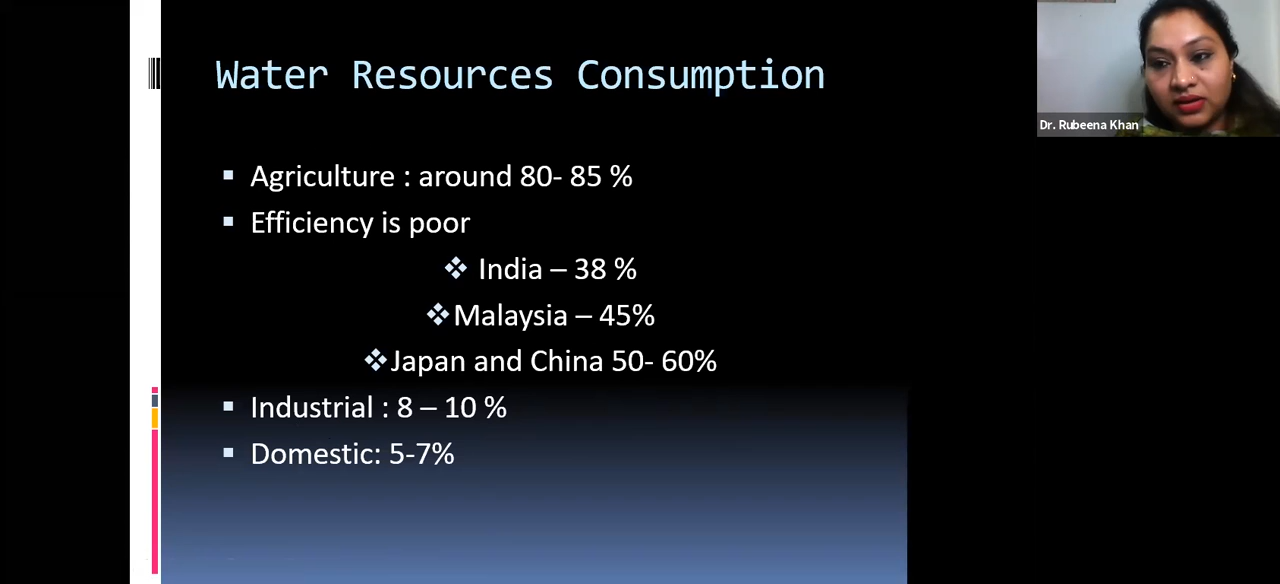 Water Resources Consumption
Dr. Rubeena Khan
▪ Agriculture : around 80- 85 %
▪ Efficiency is poor
❖ India – 38 %
❖Malaysia – 45%
❖Japan and China 50- 60%
▪ Industrial : 8 – 10 %
▪ Domestic: 5-7%